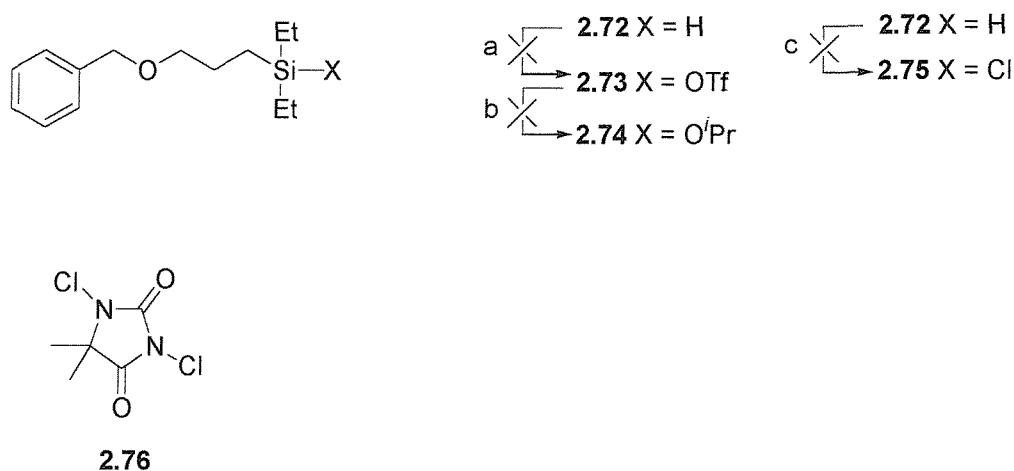 Et
O
Si
X
Et
a
2.72 X = H
2.73 X = OTf
b
2.74 X = OⁱPr
c
2.72 X = H
2.75 X = Cl
Cl
O
N
N
Cl
O
2.76